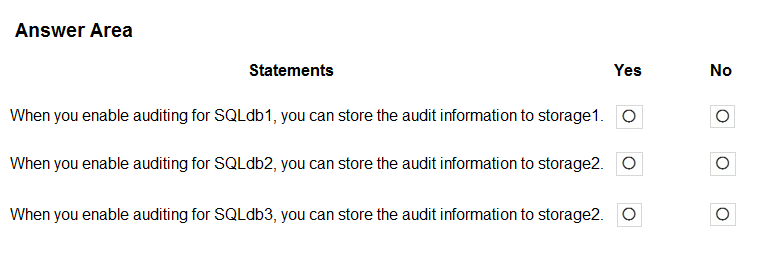 Answer Area
Statements Yes No
When you enable auditing for SQLdb1, you can store the audit information to storage1.
When you enable auditing for SQLdb2, you can store the audit information to storage2.
When you enable auditing for SQLdb3, you can store the audit information to storage2.